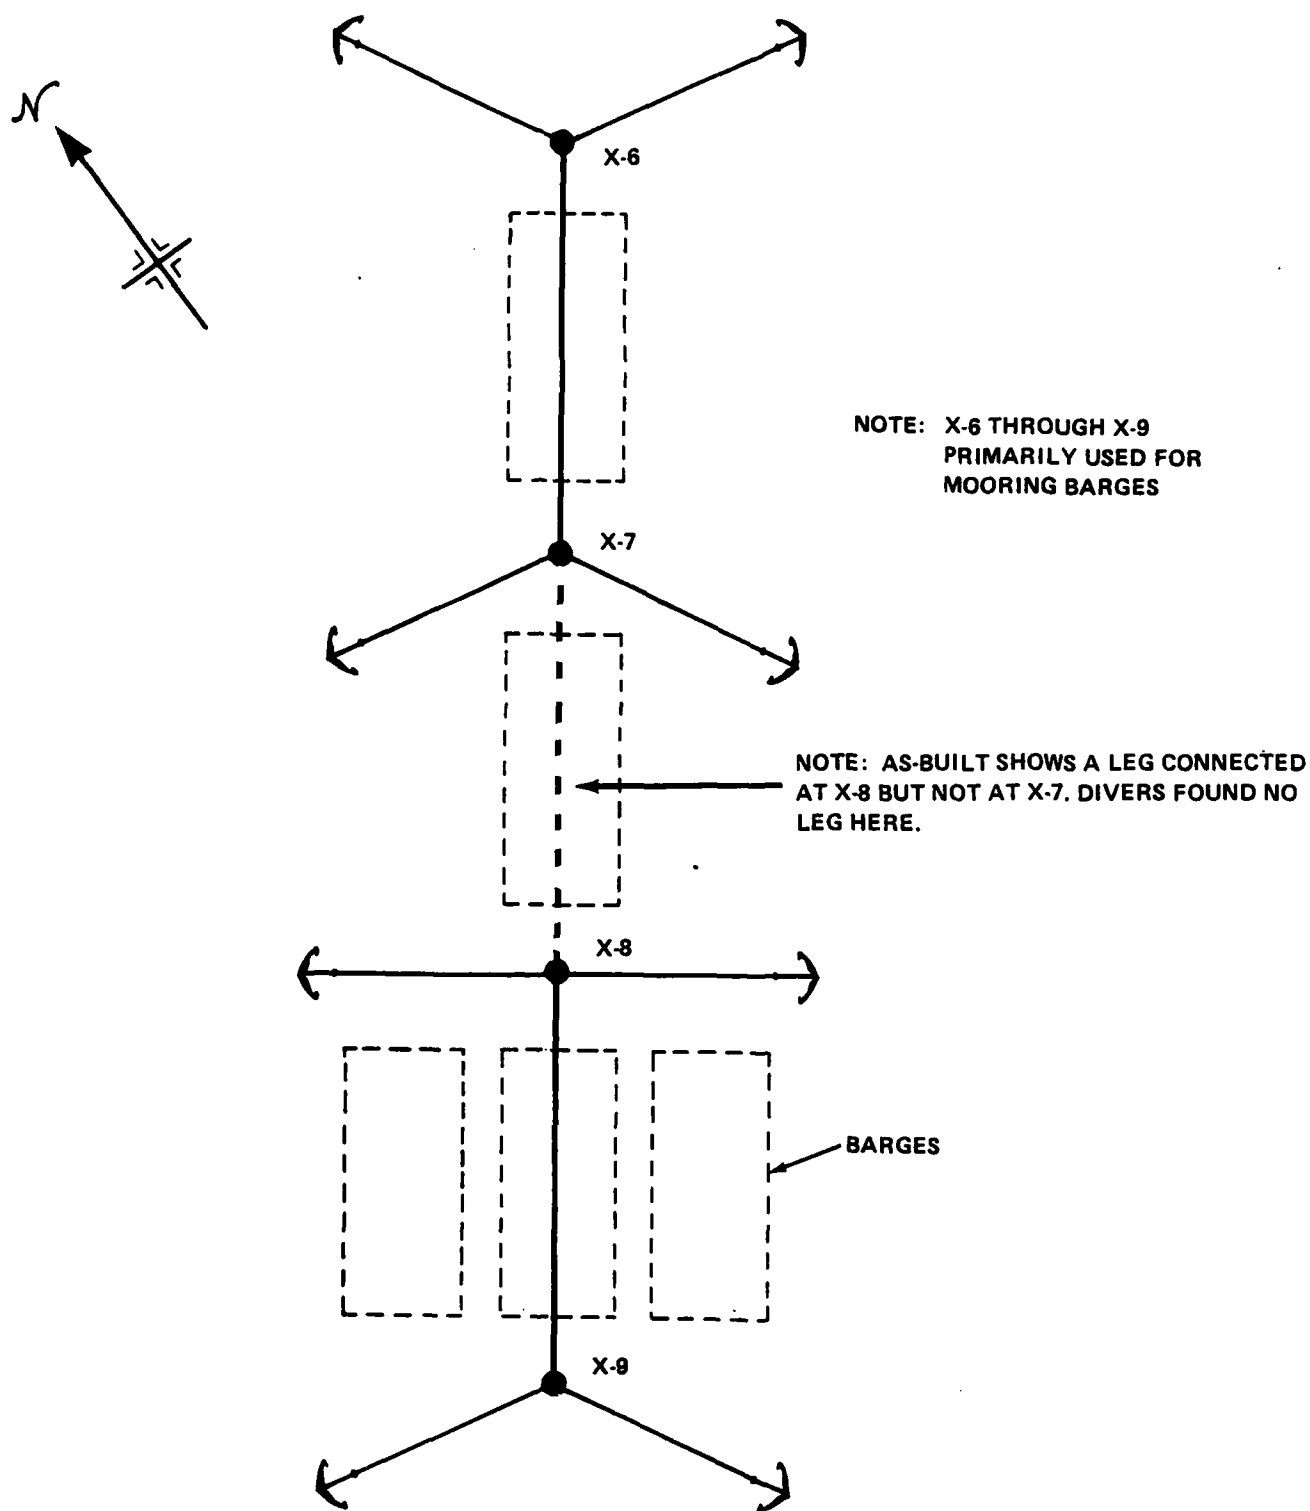 N
X-6
NOTE: X-6 THROUGH X-9
PRIMARILY USED FOR
MOORING BARGES
X-7
NOTE: AS-BUILT SHOWS A LEG CONNECTED
AT X-8 BUT NOT AT X-7. DIVERS FOUND NO
LEG HERE.
X-8
BARGES
X-9